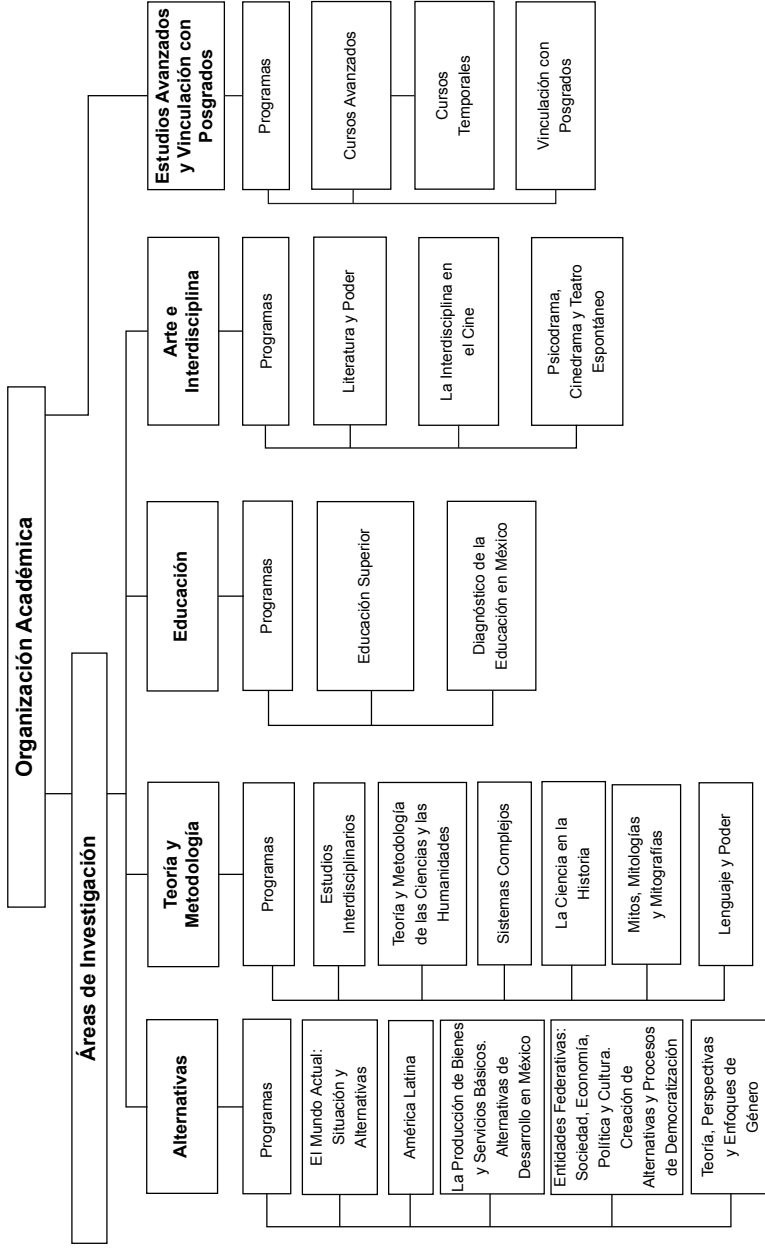 Organización Académica
Áreas de Investigación
Alternativas
Programas
El Mundo Actual:
Situación y
Alternativas
América Latina
La Producción de Bienes
y Servicios Básicos.
Alternativas de
Desarrollo en México
Entidades Federativas:
Sociedad, Economía,
Política y Cultura.
Creación de
Alternativas y Procesos
de Democratización
Teoría, Perspectivas
y Enfoques de
Género
Teoría y
Metodología
Programas
Estudios
Interdisciplinarios
Teoría y Metodología
de las Ciencias y las
Humanidades
Sistemas Complejos
La Ciencia en la
Historia
Mitos, Mitologías
y Mitografías
Lenguaje y Poder
Educación
Programas
Educación Superior
Diagnóstico de la
Educación en México
Arte e
Interdisciplina
Programas
Literatura y Poder
La Interdisciplina en
el Cine
Psicodrama,
Cinedrama y Teatro
Espontáneo
Estudios Avanzados
y Vinculación con
Posgrados
Programas
Cursos Avanzados
Cursos
Temporales
Vinculación con
Posgrados